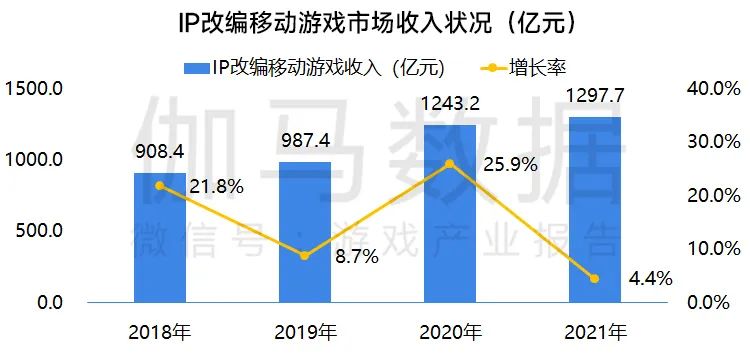 IP改编移动游戏市场收入状况（亿元）
IP改编移动游戏收入（亿元） 增长率
1500.0 40.0%
1297.7
1243.2
30.0%
987.4
1000.0 908.4
21.8% 25.9%
20.0%
500.0
10.0%
8.7% 4.4%
0.0 0.0%
2018年 2019年 2020年 2021年
伽马数据
微信号·游戏产业报告